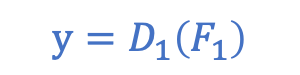 y = D₁(F₁)